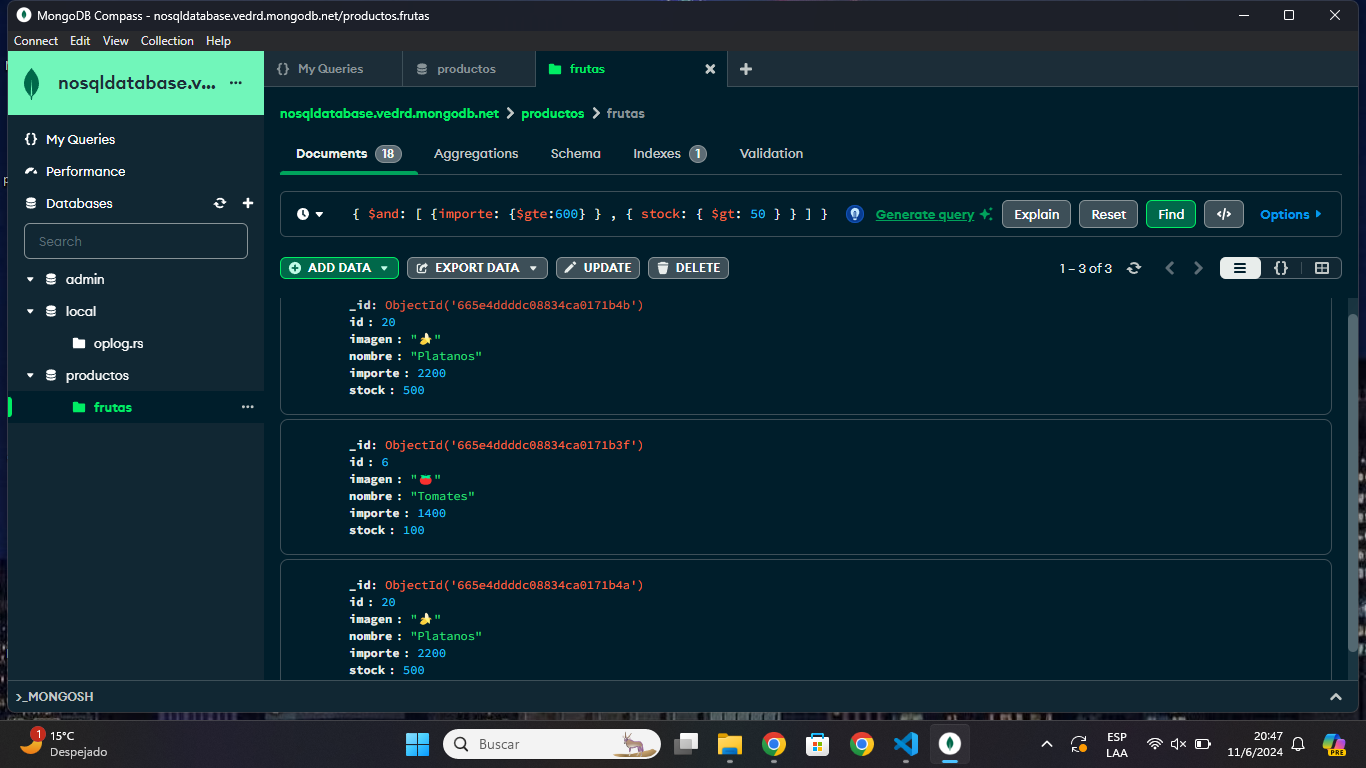 MongoDB Compass - nosqldatabase.vedrd.mongodb.net/productos.frutas
Connect Edit View Collection Help
nosqldatabase.v...
My Queries
Performance
Databases
Search
admin
local
oplog.rs
productos
frutas
My Queries
productos
frutas
nosqldatabase.vedrd.mongodb.net > productos > frutas
Documents 18 Aggregations Schema Indexes 1 Validation
{ $and: [ {importe: {$gte:600} } , { stock: { $gt: 50 } } ] } Generate query Explain Reset Find </> Options
ADD DATA EXPORT DATA UPDATE DELETE 1 – 3 of 3 {}
_id: ObjectId('665e4ddddc08834ca0171b4b')
id : 20
imagen : "🍌"
nombre : "Platanos"
importe : 2200
stock : 500
_id: ObjectId('665e4ddddc08834ca0171b3f')
id : 6
imagen : "🍅"
nombre : "Tomates"
importe : 1400
stock : 100
_id: ObjectId('665e4ddddc08834ca0171b4a')
id : 20
imagen : "🍌"
nombre : "Platanos"
importe : 2200
stock : 500
>_MONGOSH
1
15°C
Despejado
Buscar
ESP
LAA
20:47
11/6/2024
PRE